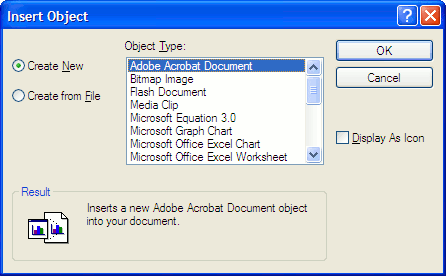 Insert Object
Object Type:
Create New
Create from File
Adobe Acrobat Document
Bitmap Image
Flash Document
Media Clip
Microsoft Equation 3.0
Microsoft Graph Chart
Microsoft Office Excel Chart
Microsoft Office Excel Worksheet
OK
Cancel
Display As Icon
Result
Inserts a new Adobe Acrobat Document object
into your document.